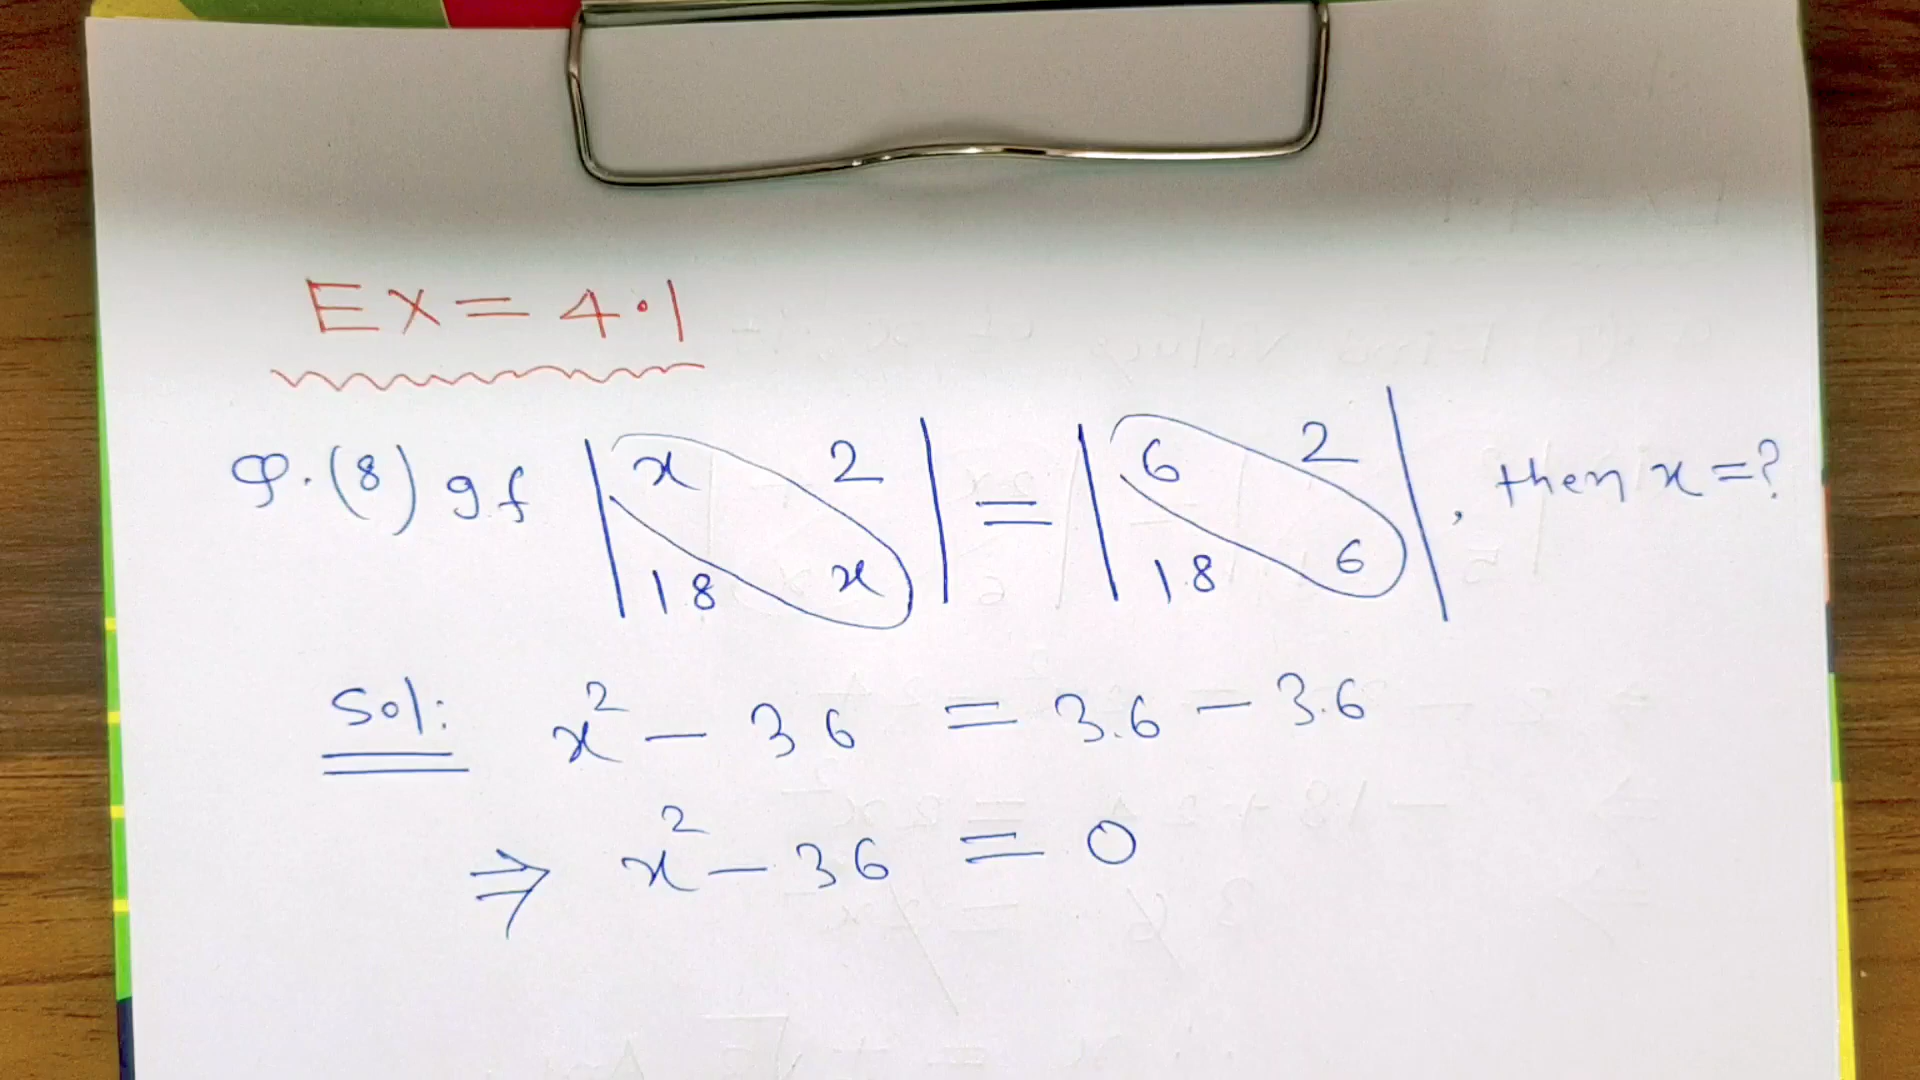 Ex = 4.1
Q.(8) If | x 2 | = | 6 2 |, then x = ?
| 18 x | | 18 6 |
Sol: x² - 36 = 36 - 36
⇒ x² - 36 = 0